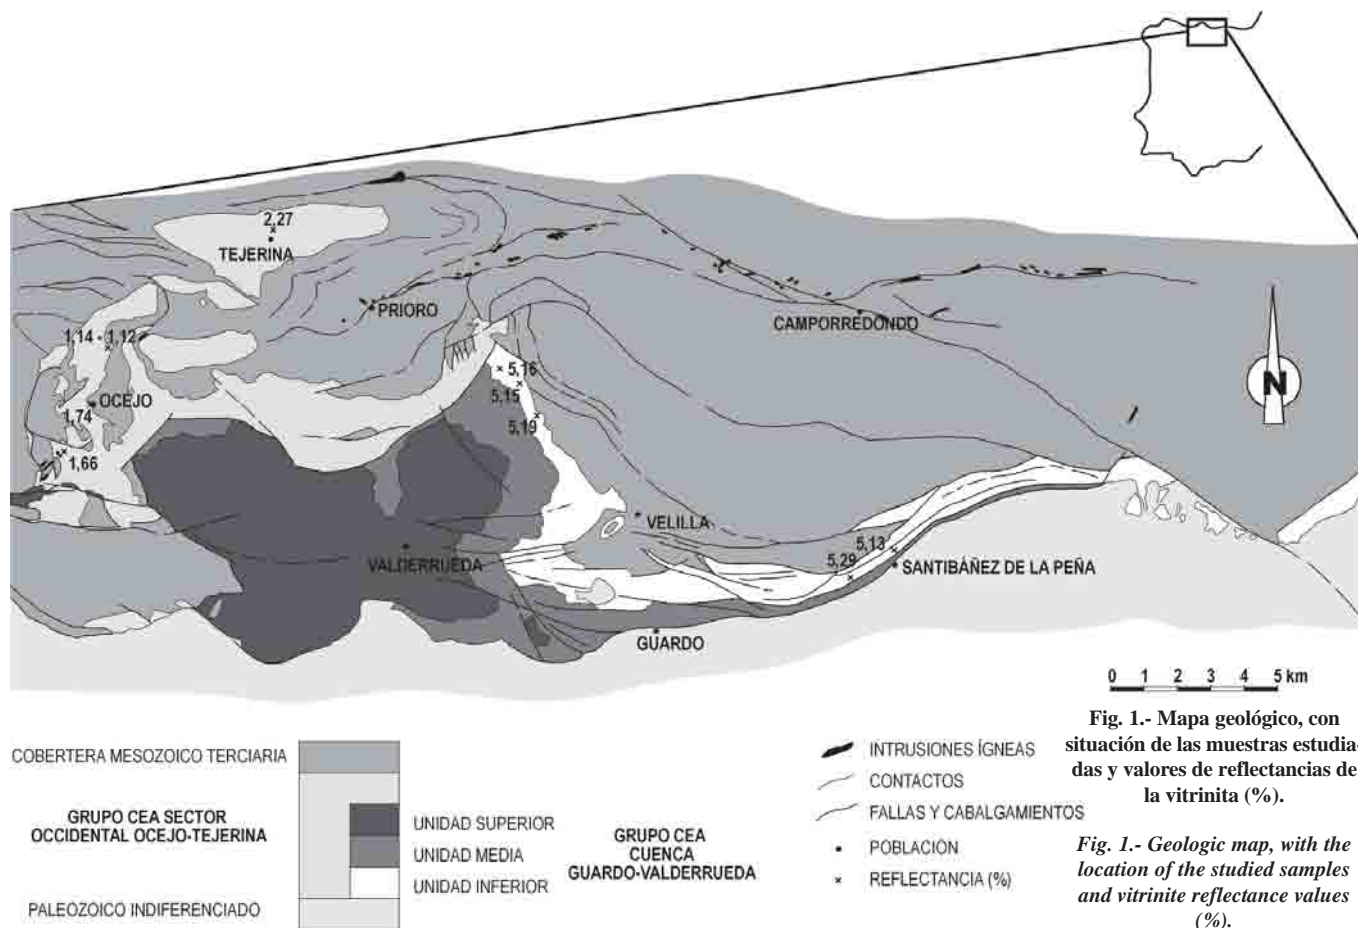 2,27
TEJERINA
PRIORO
CAMPORREDONDO
1,14
1,12
OCEJO
1,74
1,66
5,16
5,15
5,19
N
VELILLA
VALDERRUEDA
5,13
5,29
SANTIBÁÑEZ DE LA PEÑA
GUARDO
0 1 2 3 4 5 km
COBERTERA MESOZOICO TERCIARIA
GRUPO CEA SECTOR
OCCIDENTAL OCEJO-TEJERINA
PALEOZOICO INDIFERENCIADO
UNIDAD SUPERIOR
UNIDAD MEDIA
UNIDAD INFERIOR
GRUPO CEA
CUENCA
GUARDO-VALDERRUEDA
INTRUSIONES ÍGNEAS
CONTACTOS
FALLAS Y CABALGAMIENTOS
POBLACIÓN
REFLECTANCIA (%)
Fig. 1.- Mapa geológico, con
situación de las muestras estudia-
das y valores de reflectancias de
la vitrinita (%).
Fig. 1.- Geologic map, with the
location of the studied samples
and vitrinite reflectance values
(%).